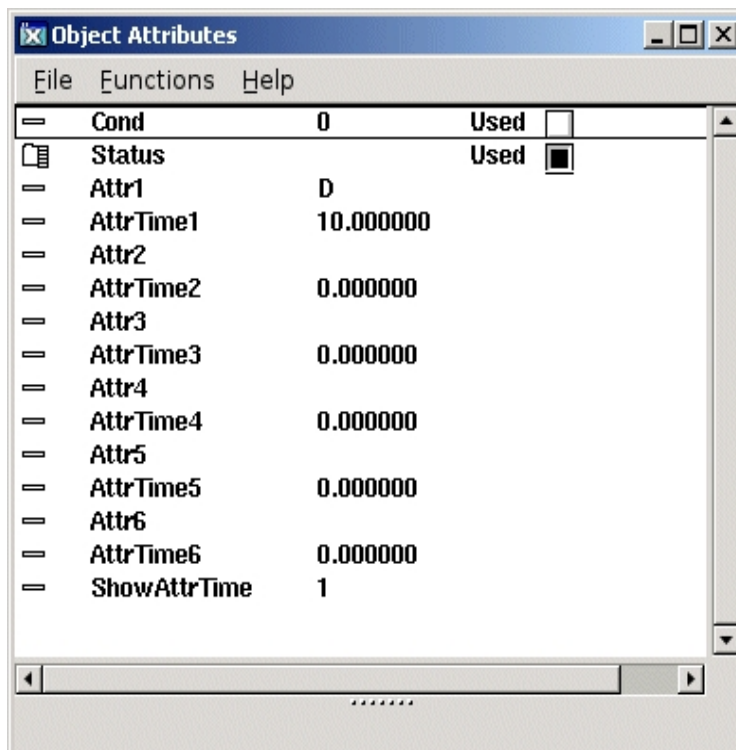 Object Attributes
File Functions Help
Cond 0 Used
Status Used
Attr1 D
AttrTime1 10.000000
Attr2
AttrTime2 0.000000
Attr3
AttrTime3 0.000000
Attr4
AttrTime4 0.000000
Attr5
AttrTime5 0.000000
Attr6
AttrTime6 0.000000
ShowAttrTime 1